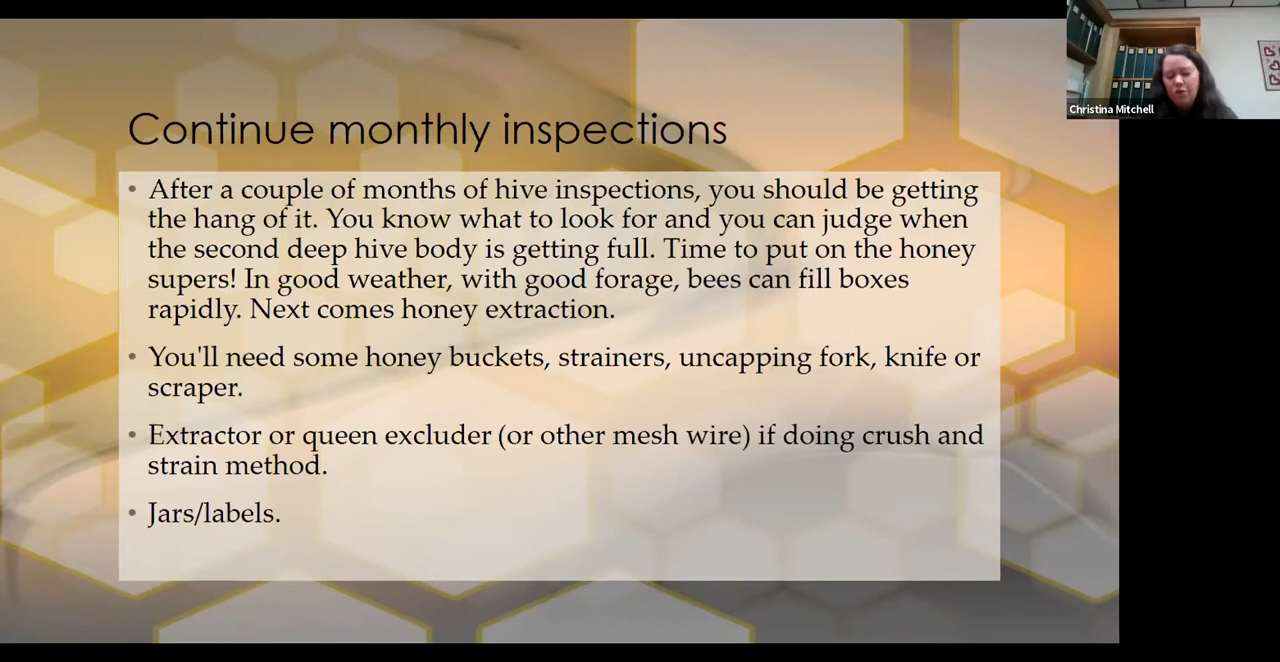 Christina Mitchell
Continue monthly inspections
• After a couple of months of hive inspections, you should be getting
the hang of it. You know what to look for and you can judge when
the second deep hive body is getting full. Time to put on the honey
supers! In good weather, with good forage, bees can fill boxes
rapidly. Next comes honey extraction.
• You'll need some honey buckets, strainers, uncapping fork, knife or
scraper.
• Extractor or queen excluder (or other mesh wire) if doing crush and
strain method.
• Jars/labels.